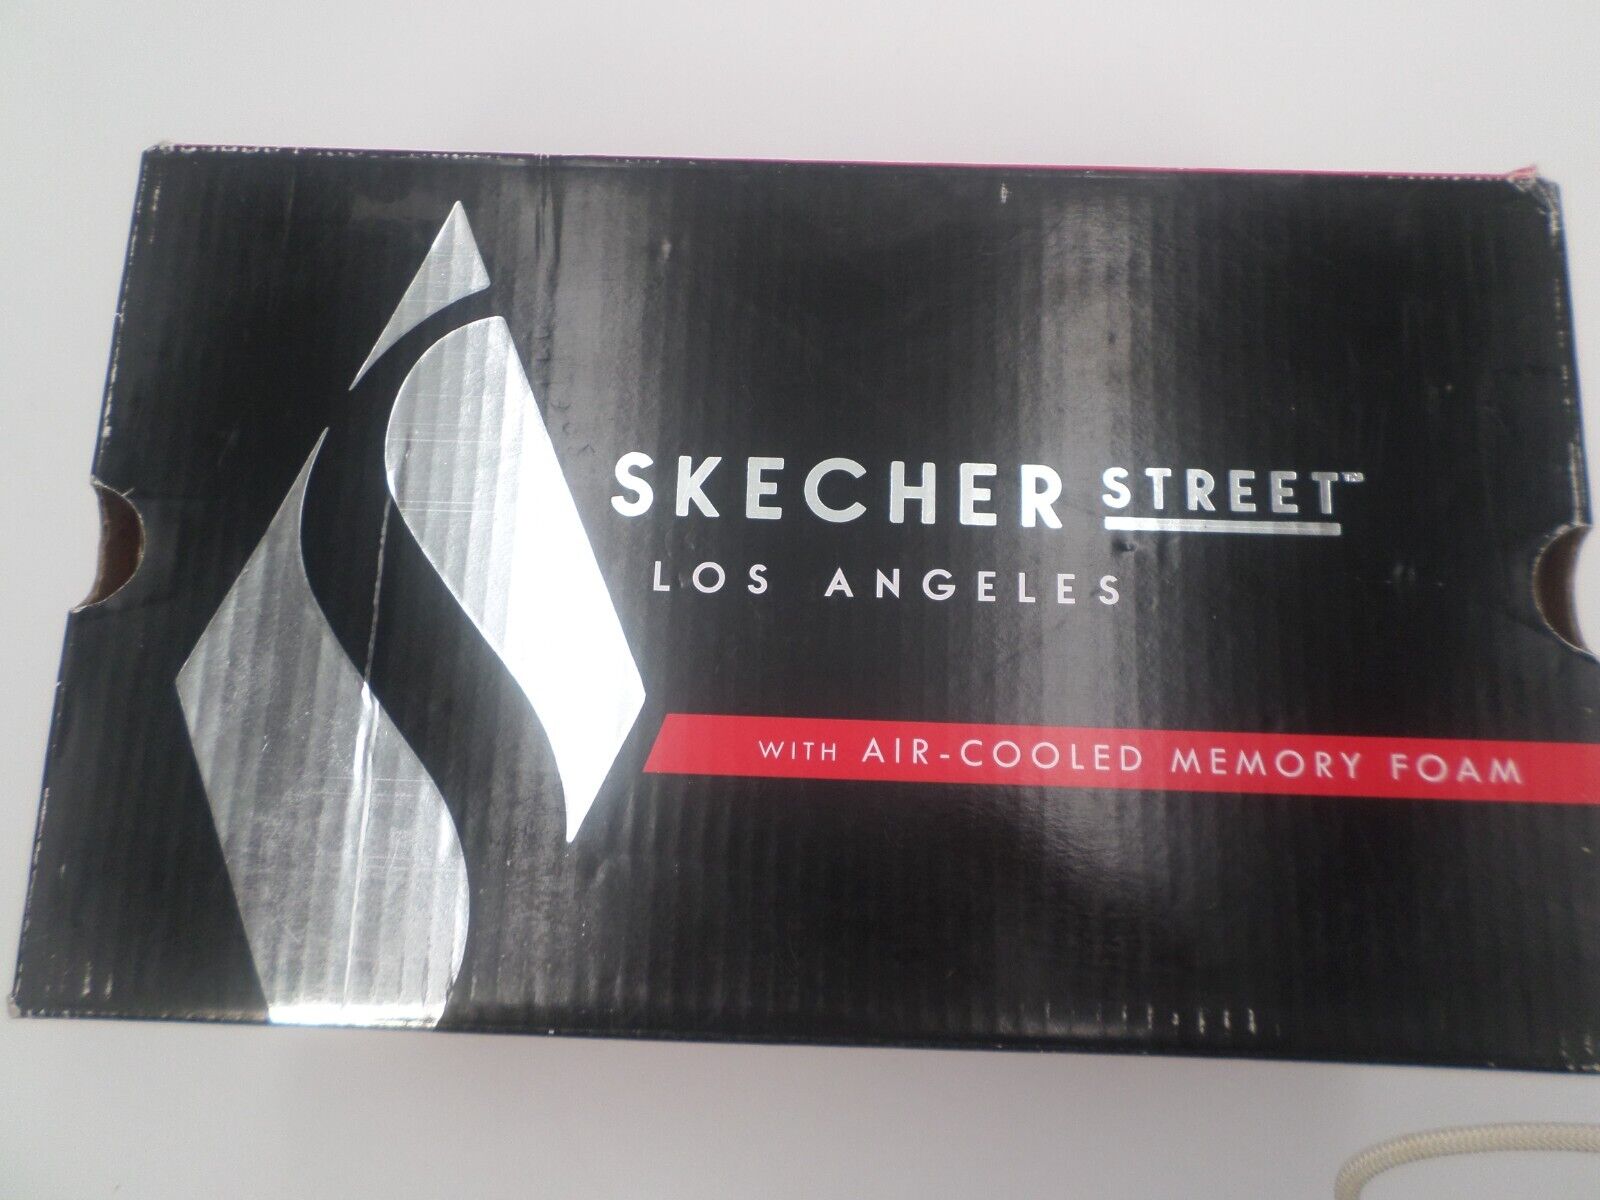 SKECHER STREET™
LOS ANGELES
WITH AIR-COOLED MEMORY FOAM